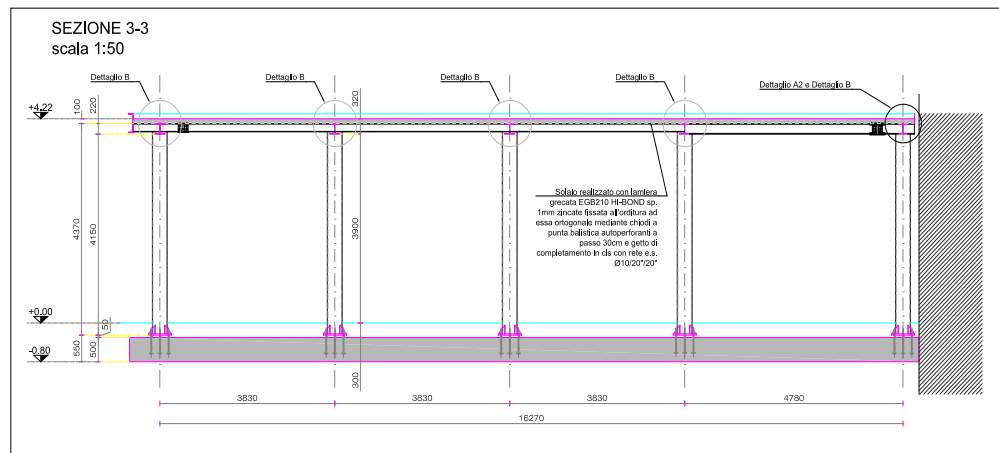 SEZIONE 3-3
scala 1:50
Dettaglio B
Dettaglio B
Dettaglio B
Dettaglio B
Dettaglio A2 e Dettaglio B
+4.22
100
220
320
Solaio realizzato con lamiera
grecata EGB210 HI-BOND sp.
1mm zincate fissata all'orditura ad
essa ortogonale mediante chiodi a
punta balistica autoperforanti a
passo 30cm e getto di
completamento in cls con rete e.s.
Ø10/20"/20"
4370
4150
3900
+0.00
50
-0.80
550
500
300
3830
3830
3830
4780
16270